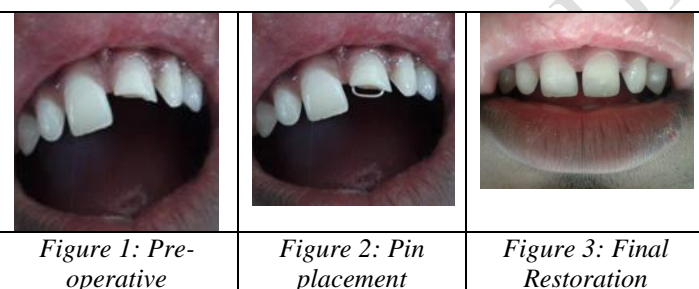 Figure 1: Pre-
operative
Figure 2: Pin
placement
Figure 3: Final
Restoration